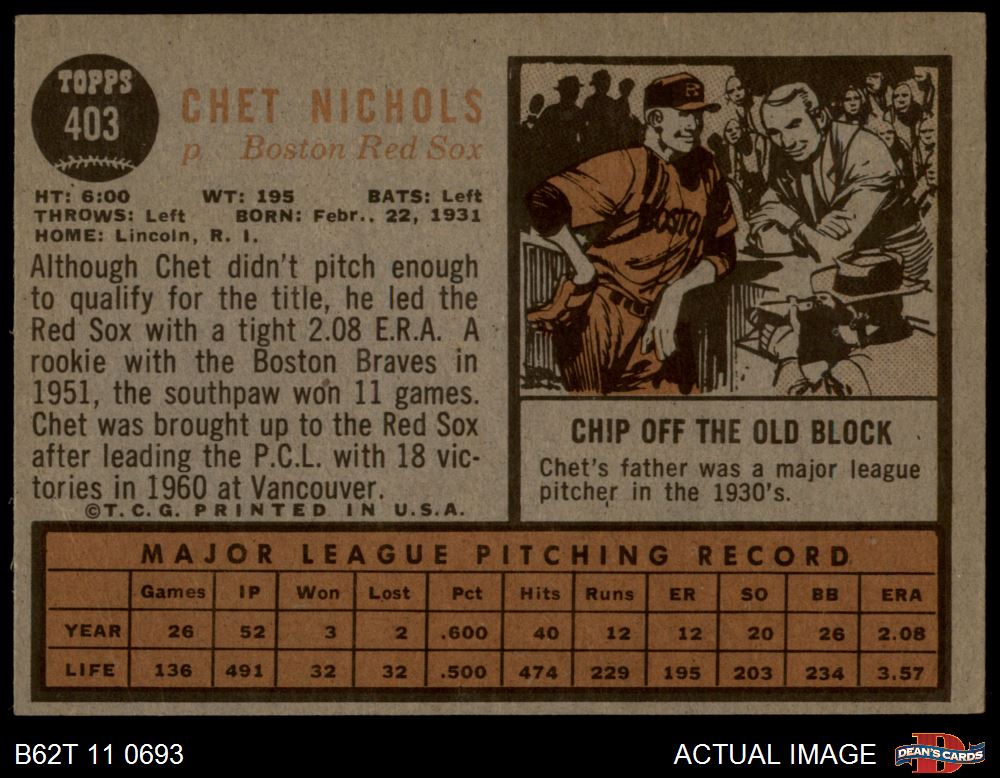 TOPPS
403
CHET NICHOLS
p Boston Red Sox
HT: 6:00 WT: 195 BATS: Left
THROWS: Left BORN: Febr.. 22, 1931
HOME: Lincoln, R. I.
Although Chet didn't pitch enough
to qualify for the title, he led the
Red Sox with a tight 2.08 E.R.A. A
rookie with the Boston Braves in
1951, the southpaw won 11 games.
Chet was brought up to the Red Sox
after leading the P.C.L. with 18 vic-
tories in 1960 at Vancouver.
©T.C.G. PRINTED IN U.S.A.
B
BOSTO
CHIP OFF THE OLD BLOCK
Chet's father was a major league
pitcher in the 1930's.
MAJOR LEAGUE PITCHING RECORD
Games IP Won Lost Pct Hits Runs ER SO BB ERA
YEAR 26 52 3 2 .600 40 12 12 20 26 2.08
LIFE 136 491 32 32 .500 474 229 195 203 234 3.57
B62T 11 0693
ACTUAL IMAGE
D
DEAN'S CARDS